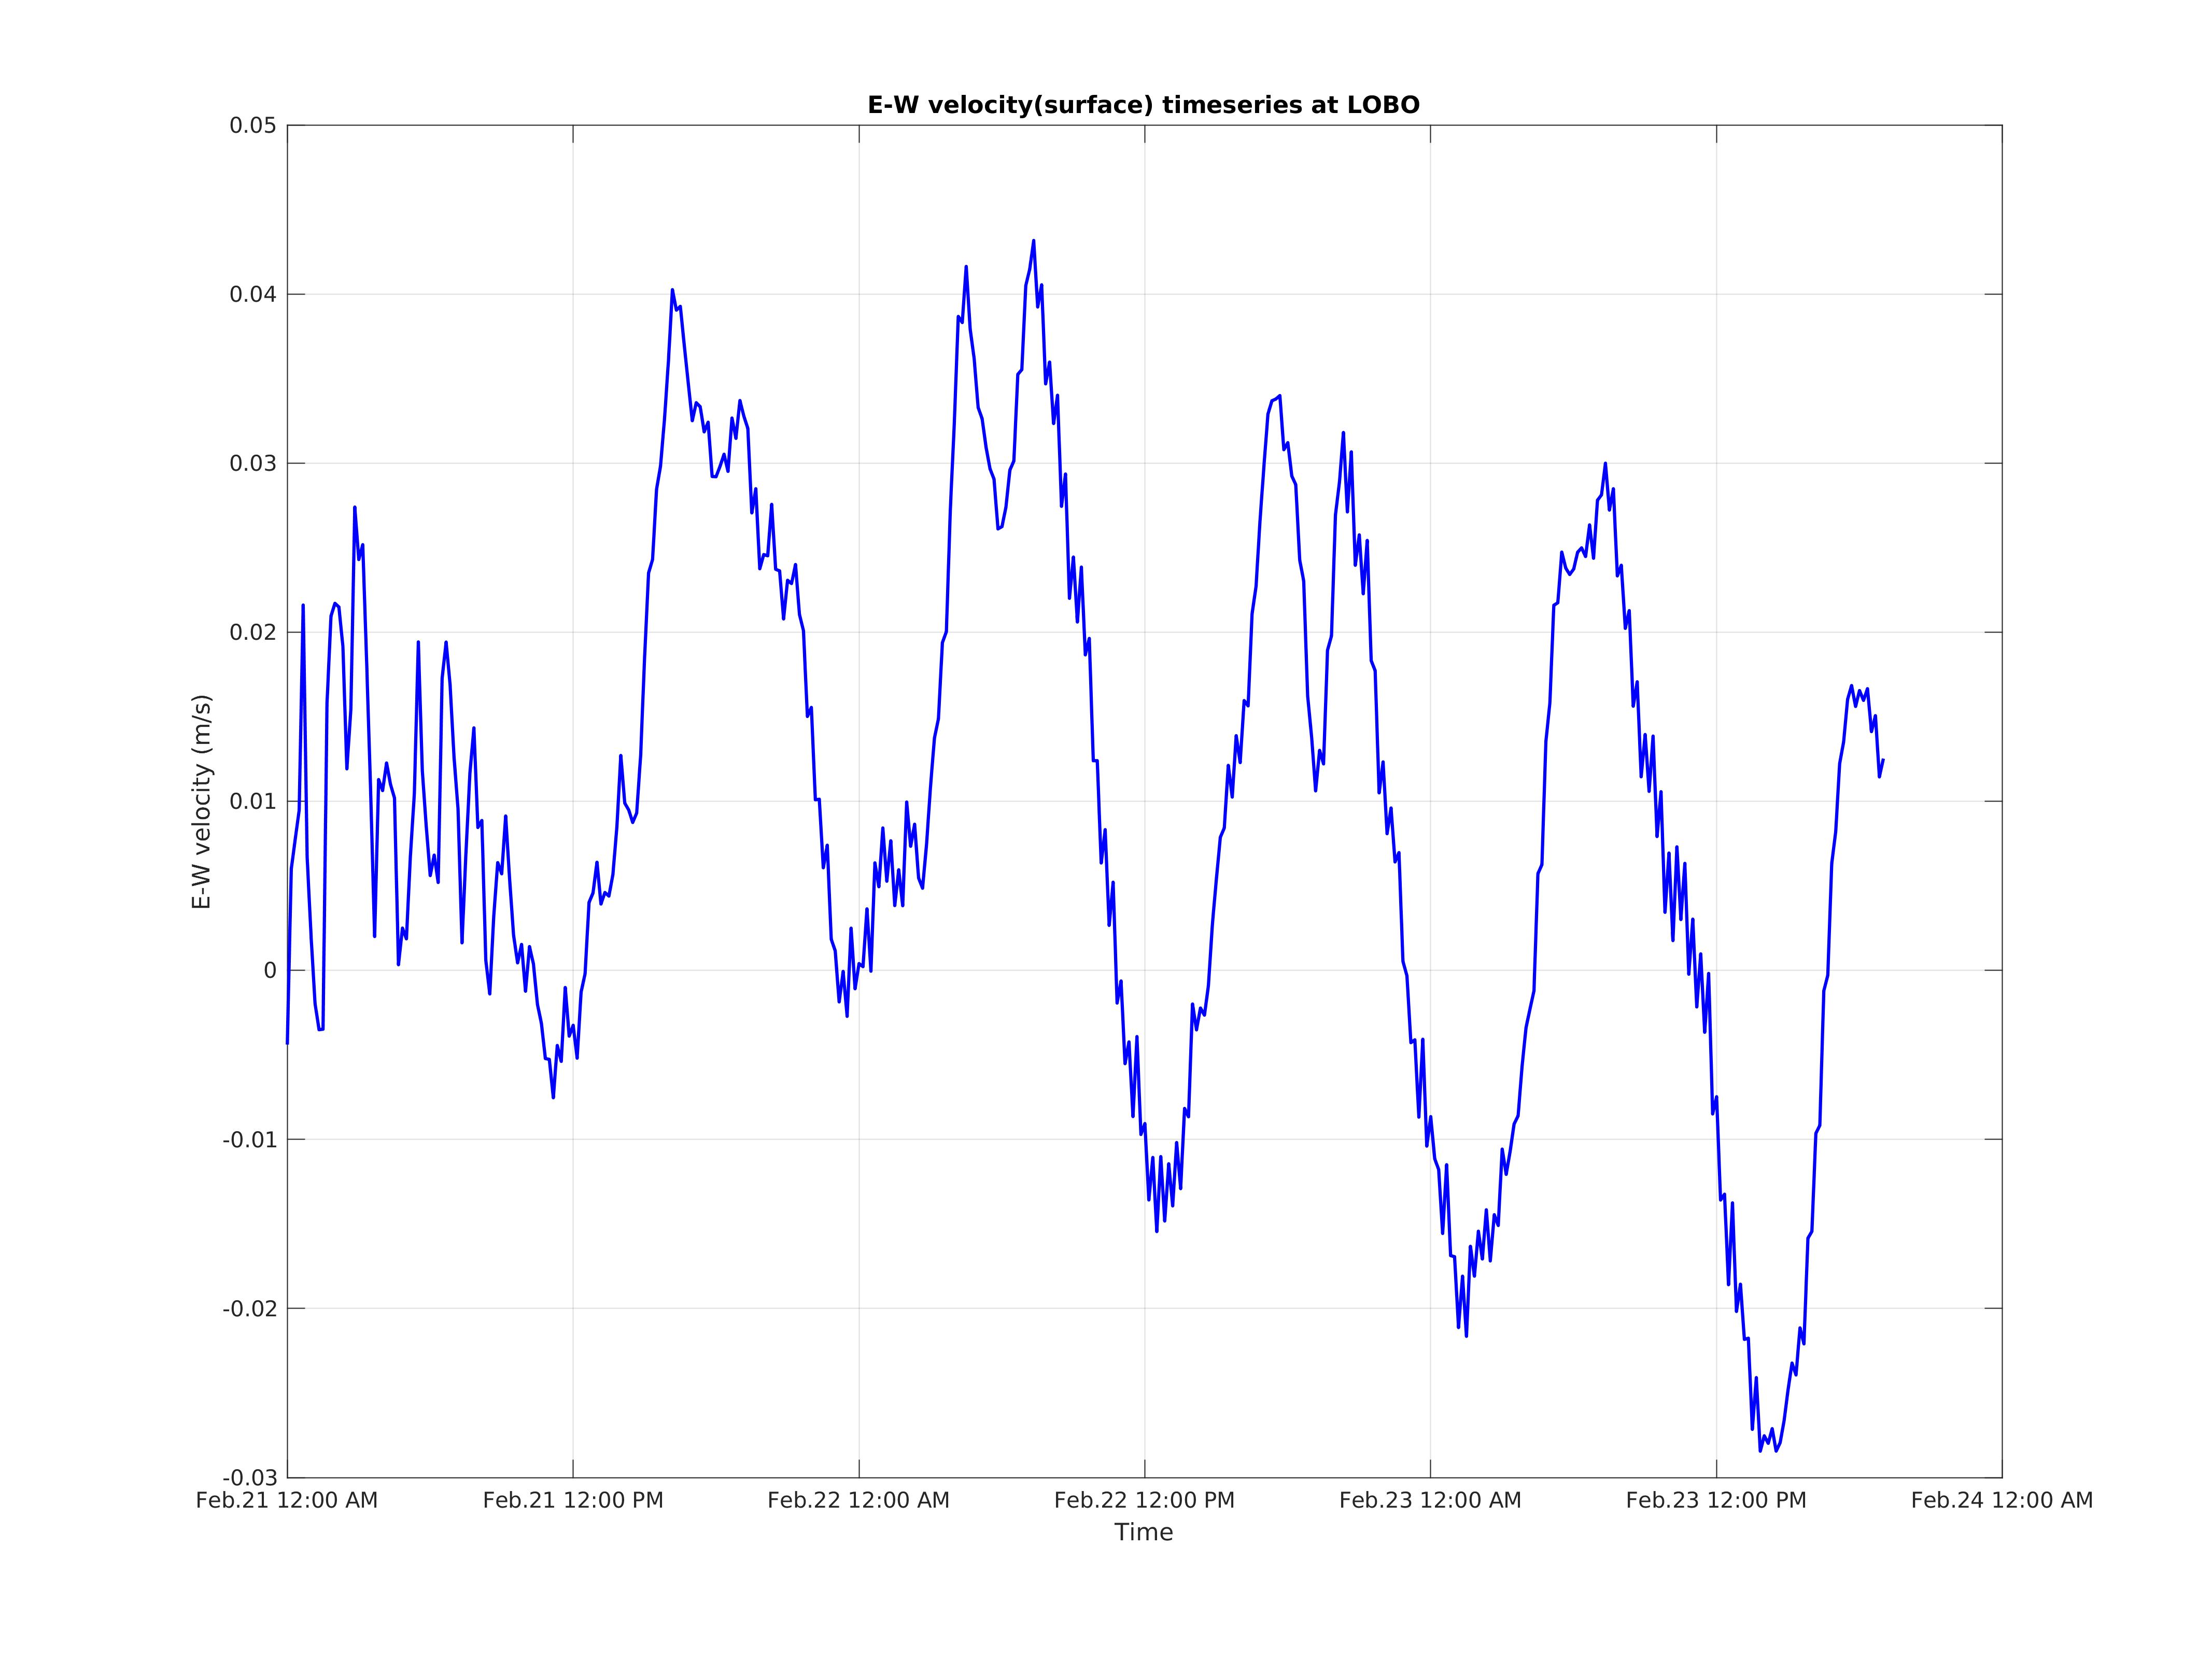 E-W velocity(surface) timeseries at LOBO
0.05
0.04
0.03
0.02
0.01
0
-0.01
-0.02
-0.03
E-W velocity (m/s)
Feb.21 12:00 AM Feb.21 12:00 PM Feb.22 12:00 AM Feb.22 12:00 PM Feb.23 12:00 AM Feb.23 12:00 PM Feb.24 12:00 AM
Time